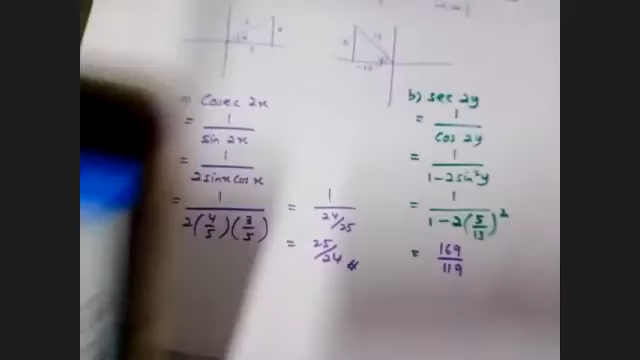 cosec 2x
= 1 / sin 2x
= 1 / 2sinx cos x
= 1 / 2(4/5)(3/5) = 1 / 24/25
= 25/24
b) sec 2y
= 1 / cos 2y
= 1 / 1-2sin²y
= 1 / 1-2(5/13)²
= 169/119